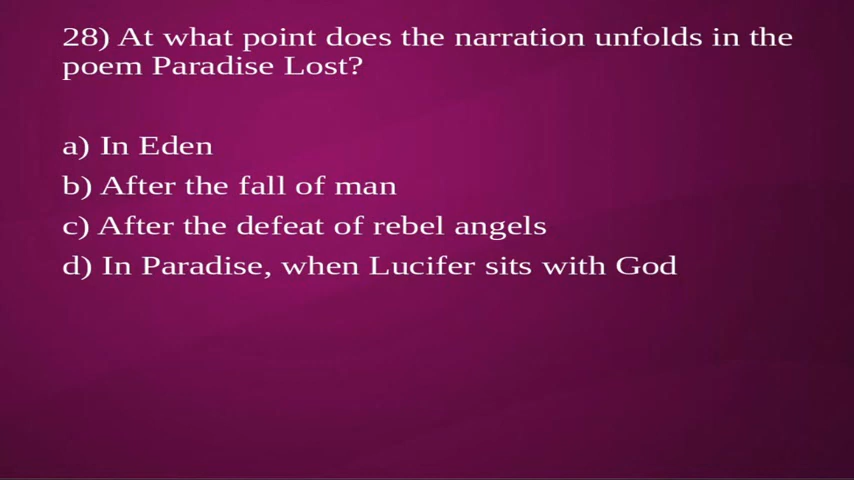 28) At what point does the narration unfolds in the
poem Paradise Lost?
a) In Eden
b) After the fall of man
c) After the defeat of rebel angels
d) In Paradise, when Lucifer sits with God